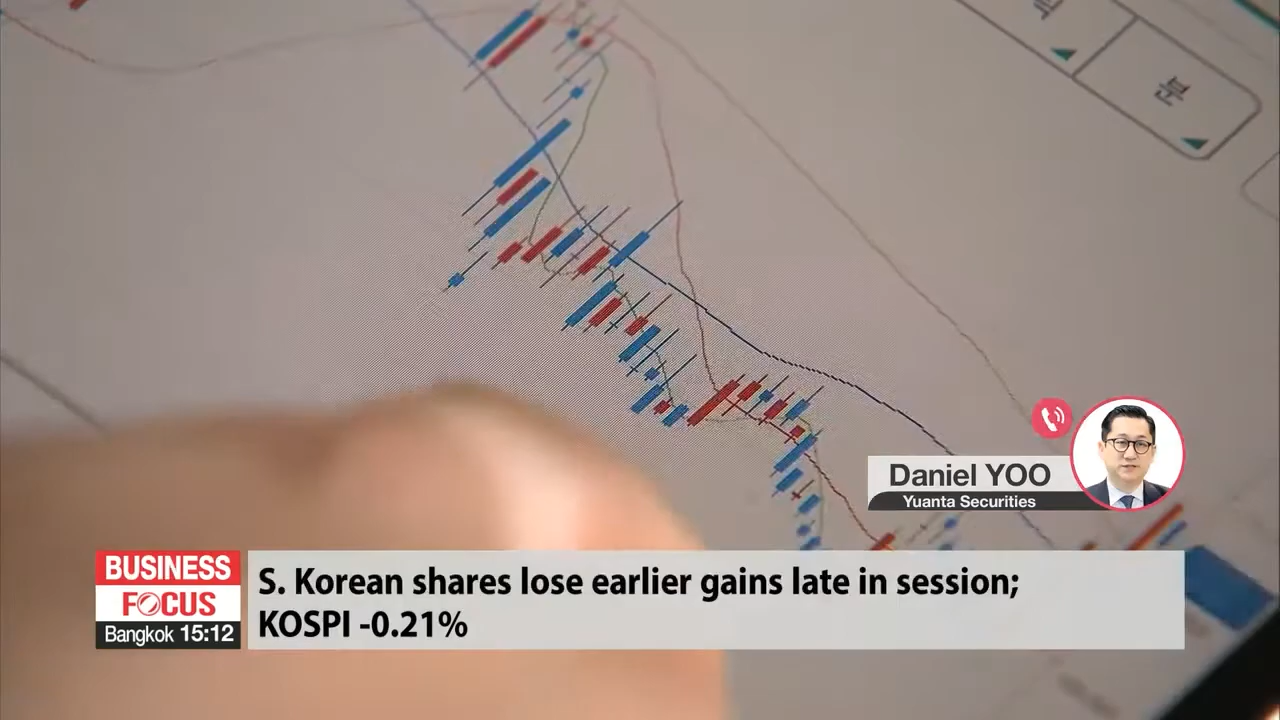 분
Daniel YOO
Yuanta Securities
BUSINESS
FOCUS
Bangkok 15:12
S. Korean shares lose earlier gains late in session;
KOSPI -0.21%